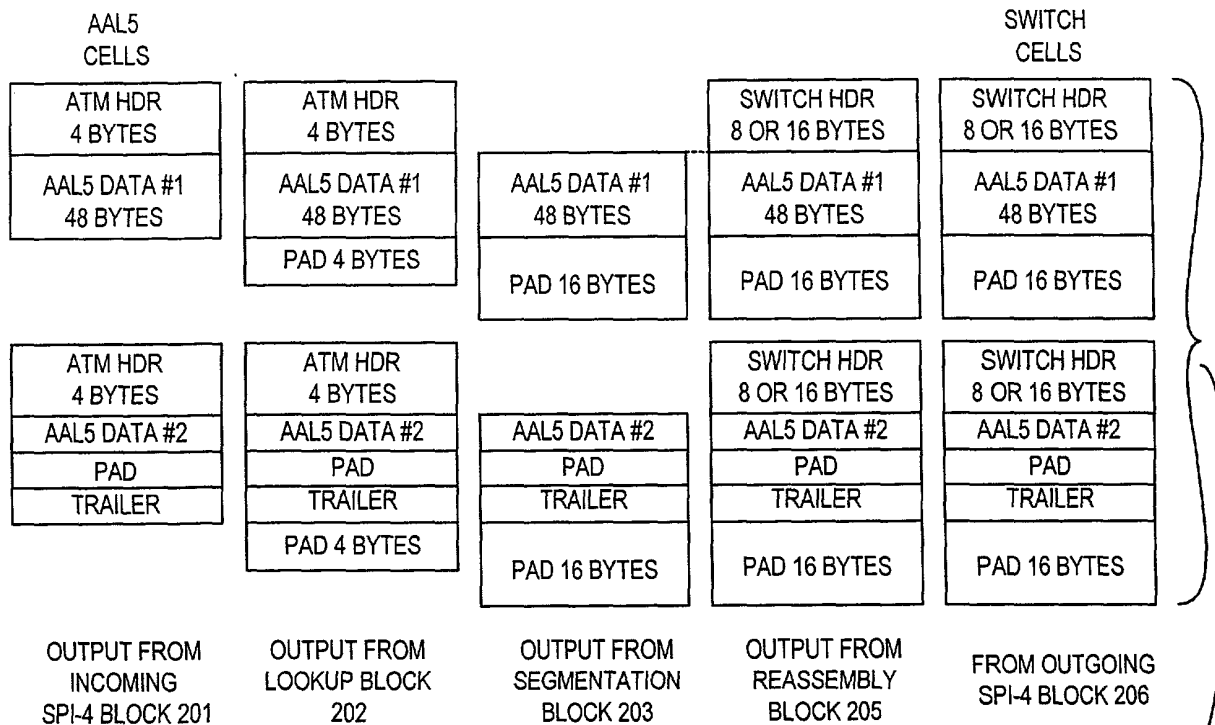 AAL5
CELLS
SWITCH
CELLS
ATM HDR
4 BYTES
AAL5 DATA #1
48 BYTES
ATM HDR
4 BYTES
AAL5 DATA #1
48 BYTES
PAD 4 BYTES
AAL5 DATA #1
48 BYTES
PAD 16 BYTES
SWITCH HDR
8 OR 16 BYTES
AAL5 DATA #1
48 BYTES
PAD 16 BYTES
SWITCH HDR
8 OR 16 BYTES
AAL5 DATA #1
48 BYTES
PAD 16 BYTES
ATM HDR
4 BYTES
AAL5 DATA #2
PAD
TRAILER
ATM HDR
4 BYTES
AAL5 DATA #2
PAD
TRAILER
PAD 4 BYTES
AAL5 DATA #2
PAD
TRAILER
PAD 16 BYTES
SWITCH HDR
8 OR 16 BYTES
AAL5 DATA #2
PAD
TRAILER
PAD 16 BYTES
SWITCH HDR
8 OR 16 BYTES
AAL5 DATA #2
PAD
TRAILER
PAD 16 BYTES
OUTPUT FROM
INCOMING
SPI-4 BLOCK 201
OUTPUT FROM
LOOKUP BLOCK
202
OUTPUT FROM
SEGMENTATION
BLOCK 203
OUTPUT FROM
REASSEMBLY
BLOCK 205
FROM OUTGOING
SPI-4 BLOCK 206